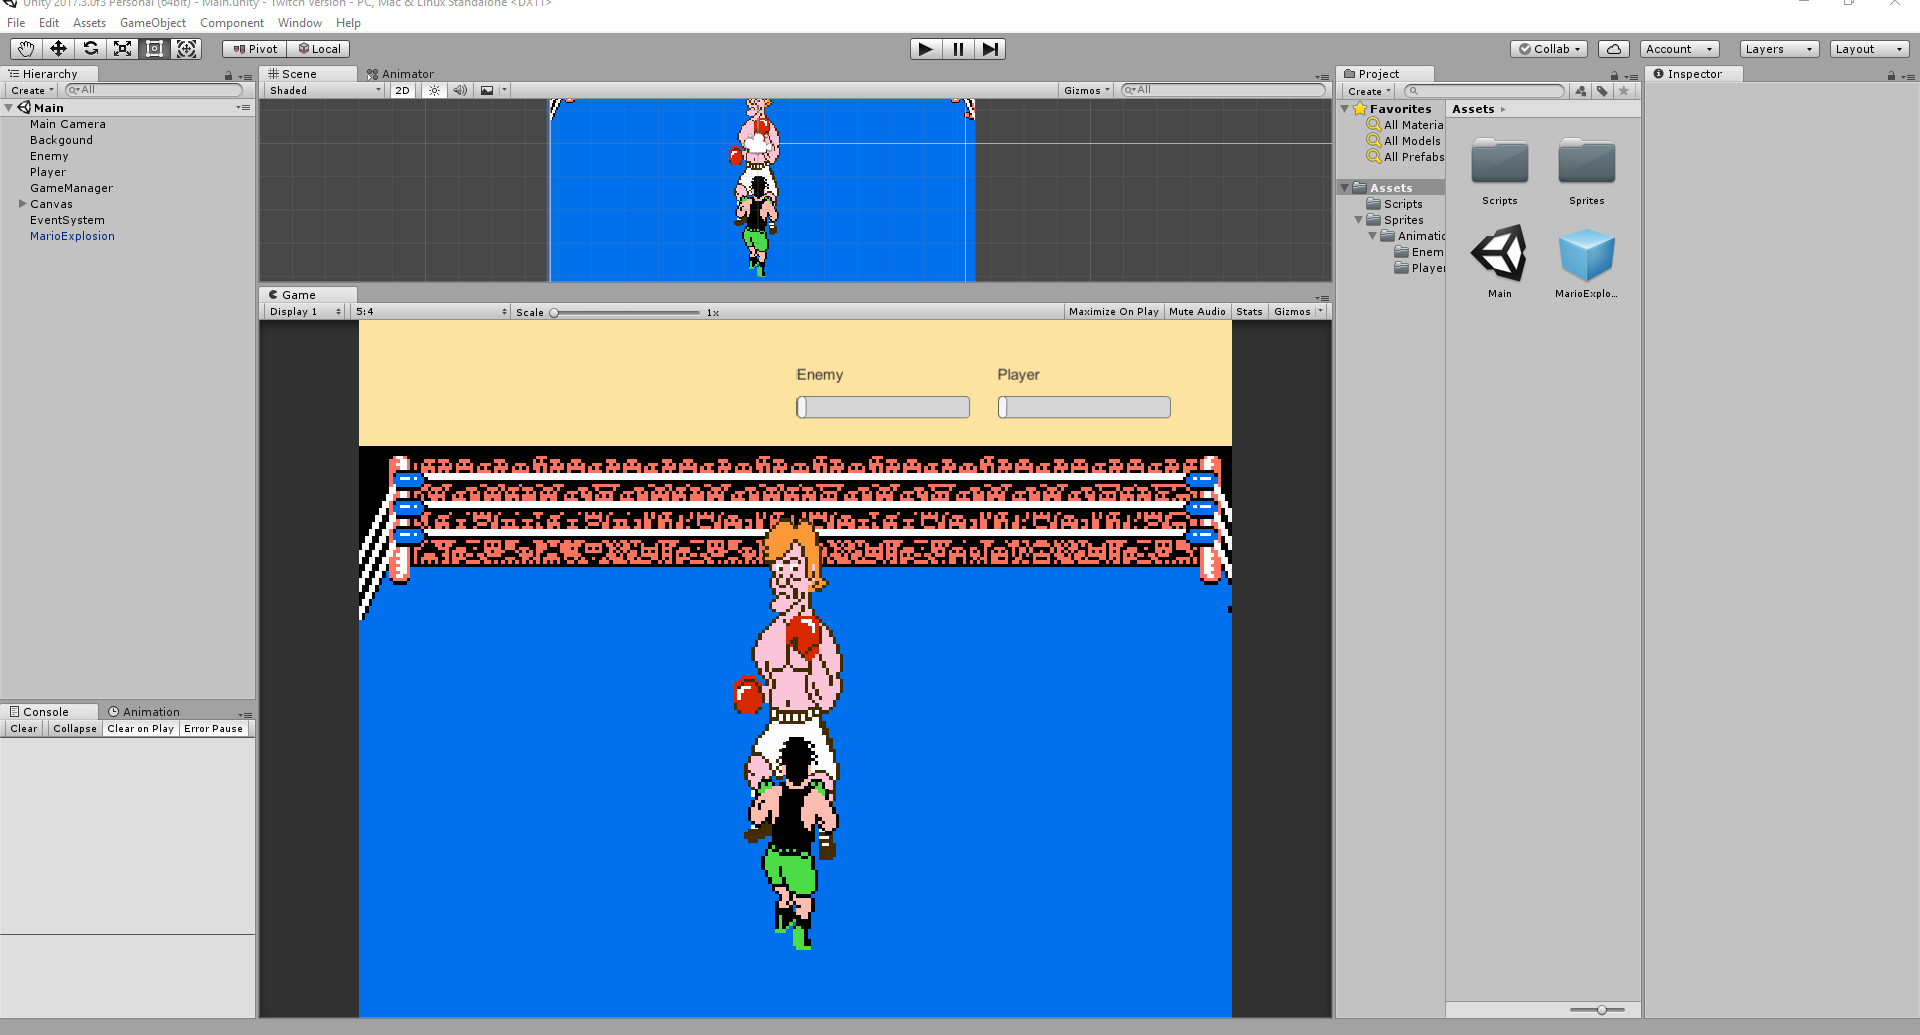 Unity 2017.3.0f3 Personal (64bit) - Main.unity - Twitch Version - PC, Mac & Linux Standalone <DX11>
File Edit Assets GameObject Component Window Help
Pivot Local Collab Account Layers Layout
Hierarchy
Create All
Main
Main Camera
Backgound
Enemy
Player
GameManager
Canvas
EventSystem
MarioExplosion
Scene Animator
Shaded 2D Gizmos All
Game
Display 1 5:4 Scale 1x Maximize On Play Mute Audio Stats Gizmos
Enemy Player
Console Animation
Clear Collapse Clear on Play Error Pause
Project
Create
Favorites
All Materia
All Models
All Prefabs
Assets
Scripts
Sprites
Animatic
Enem
Player
Assets
Scripts Sprites
Main MarioExplo...
Inspector